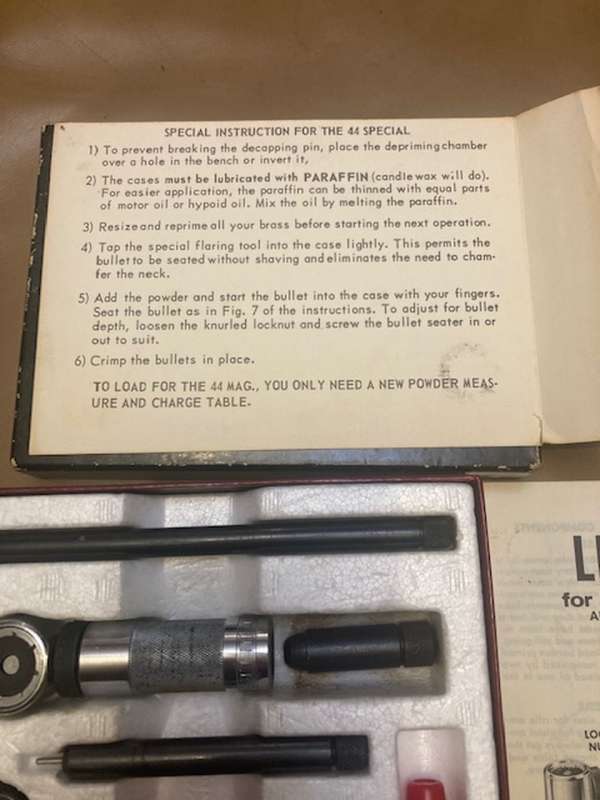 SPECIAL INSTRUCTION FOR THE 44 SPECIAL
1) To prevent breaking the decapping pin, place the deprimingchamber
over a hole in the bench or invert it,
2) The cases must be lubricated with PARAFFIN (candle wax will do).
For easier application, the paraffin can be thinned with equal parts
of motor oil or hypoid oil. Mix the oil by melting the paraffin.
3) Resize and reprime all your brass before starting the next operation.
4) Tap the special flaring tool into the case lightly. This permits the
bullet to be seated without shaving and eliminates the need to cham-
fer the neck.
5) Add the powder and start the bullet into the case with your fingers.
Seat the bullet as in Fig. 7 of the instructions. To adjust for bullet
depth, loosen the knurled locknut and screw the bullet seater in or
out to suit.
6) Crimp the bullets in place.
TO LOAD FOR THE 44 MAG., YOU ONLY NEED A NEW POWDER MEAS-
URE AND CHARGE TABLE.
for